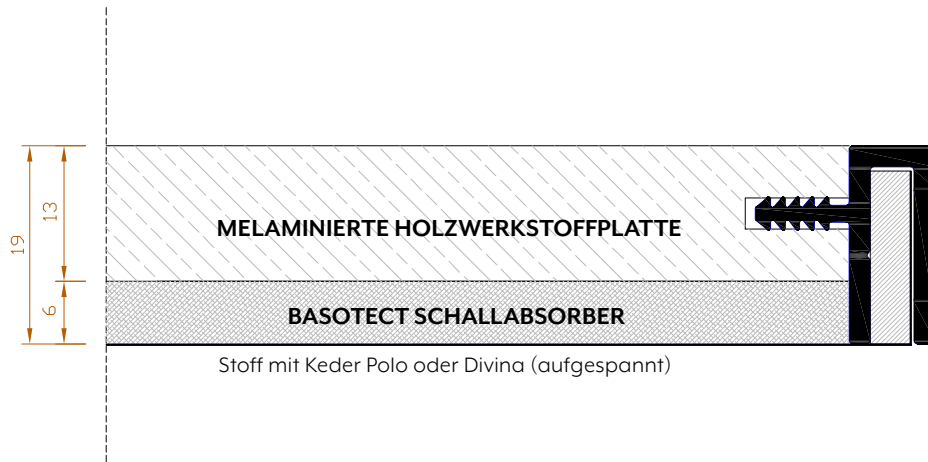 19
13
MELAMINIERTE HOLZWERKSTOFFPLATTE
6
BASOTECT SCHALLABSORBER
Stoff mit Keder Polo oder Divina (aufgespannt)